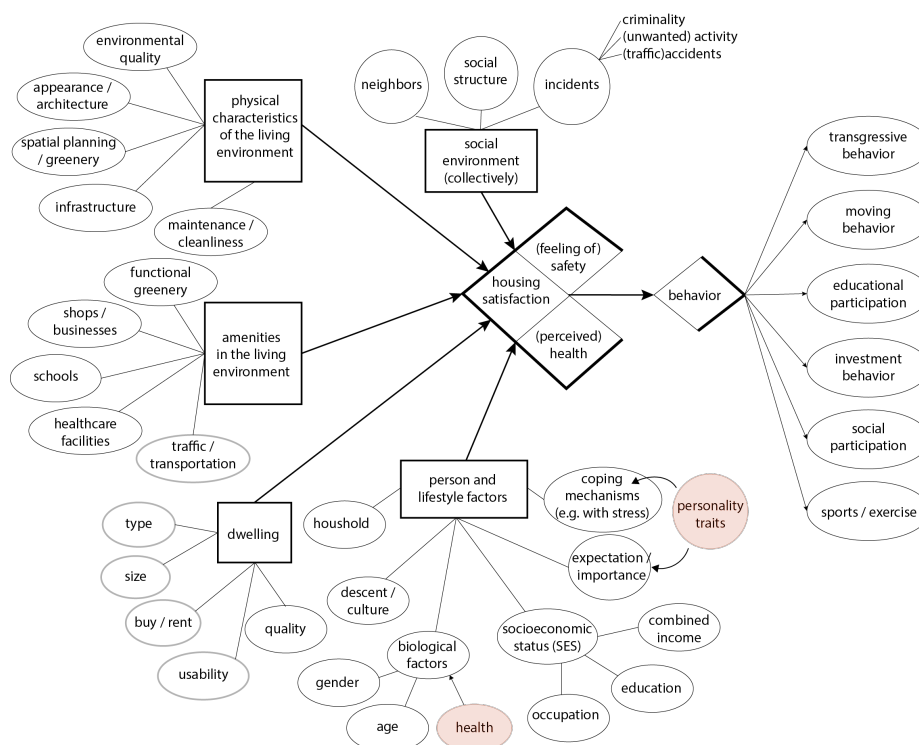 environmental
quality
appearance /
architecture
spatial planning
/ greenery
infrastructure
physical
characteristics
of the living
environment
maintenance /
cleanliness
neighbors
social
structure
incidents
criminality
(unwanted) activity
(traffic)accidents
social
environment
(collectively)
functional
greenery
shops /
businesses
schools
healthcare
facilities
traffic /
transportation
amenities
in the living
environment
(feeling of)
safety
housing
satisfaction
(perceived)
health
behavior
transgressive
behavior
moving
behavior
educational
participation
investment
behavior
social
participation
sports / exercise
type
size
buy / rent
usability
quality
dwelling
person and
lifestyle factors
houshold
descent /
culture
biological
factors
gender
age
health
coping
mechanisms
(e.g. with stress)
personality
traits
expectation /
importance
socioeconomic
status (SES)
combined
income
education
occupation